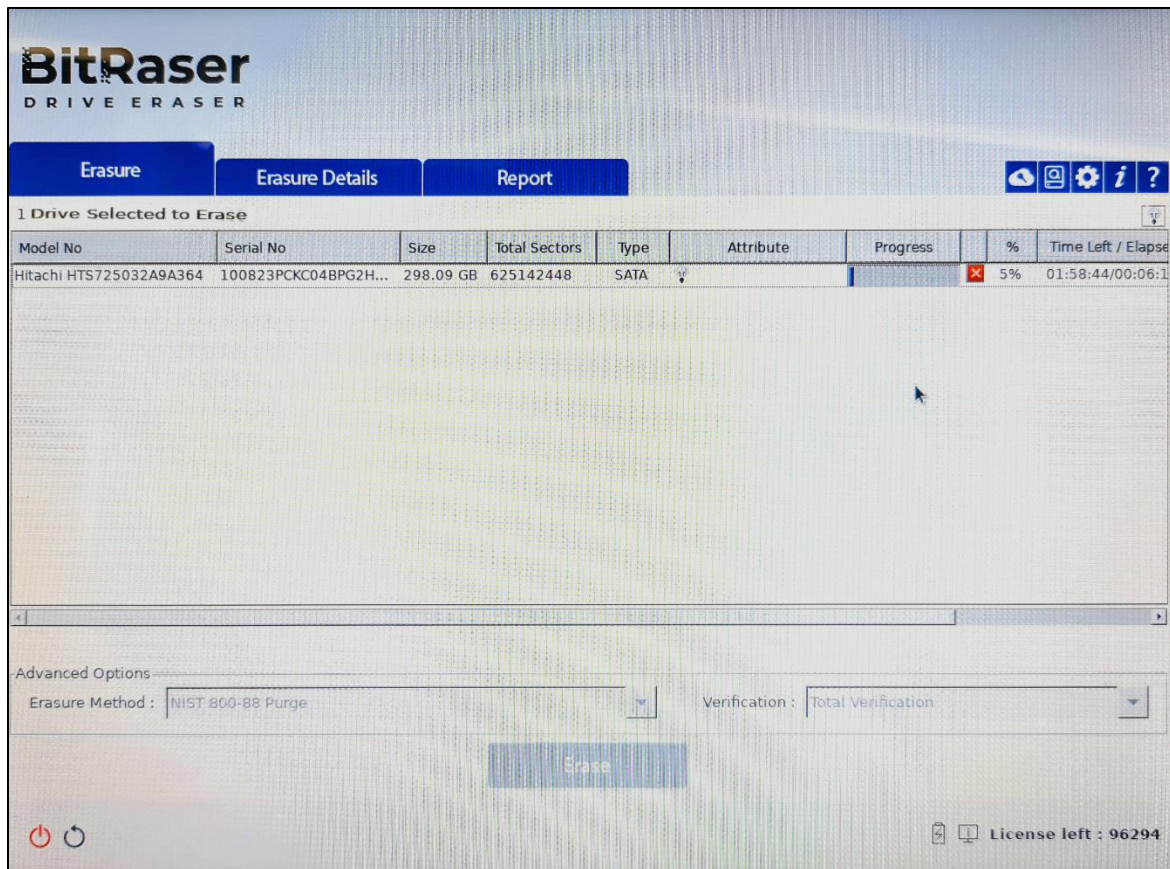 BitRaser
DRIVE ERASER
Erasure Erasure Details Report i ?
1 Drive Selected to Erase
Model No Serial No Size Total Sectors Type Attribute Progress % Time Left / Elapse
Hitachi HTS725032A9A364 100823PCKC04BPG2H... 298.09 GB 625142448 SATA 5% 01:58:44/00:06:1
Advanced Options
Erasure Method : NIST 800-88 Purge Verification : Total Verification
Erase
License left : 96294